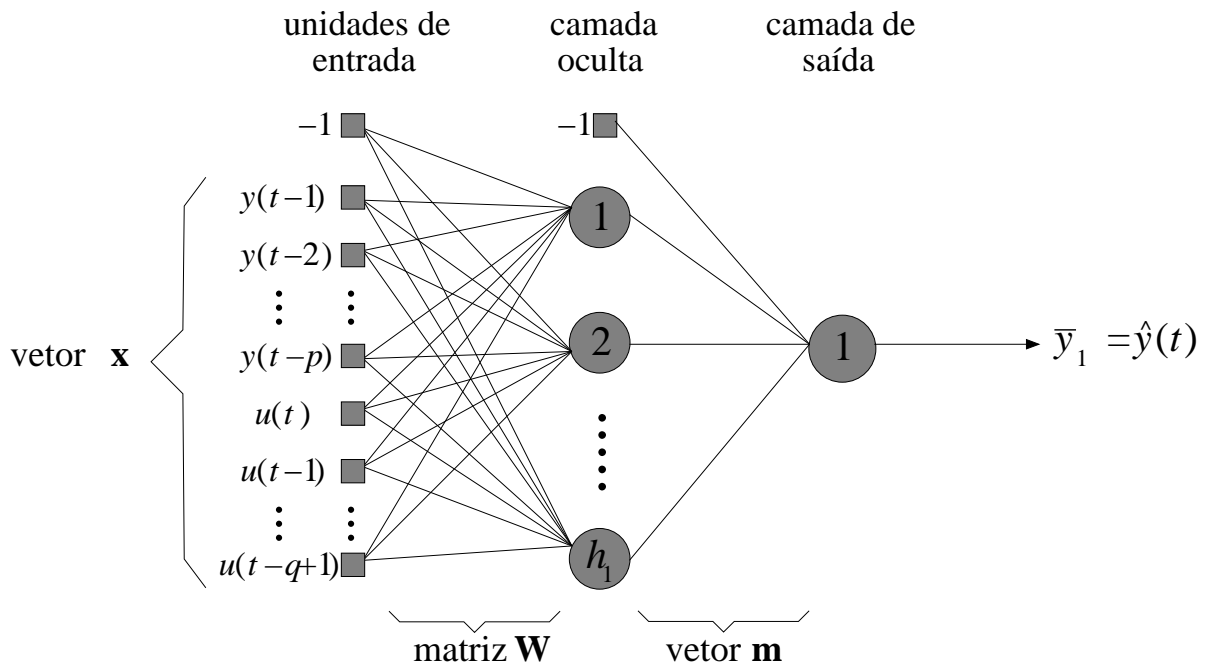 unidades de
entrada
camada
oculta
camada de
saída
−1
−1
y(t−1)
1
y(t−2)
2
1
y̅₁ = ŷ(t)
vetor x
y(t−p)
u(t)
u(t−1)
u(t−q+1)
h₁
matriz W
vetor m